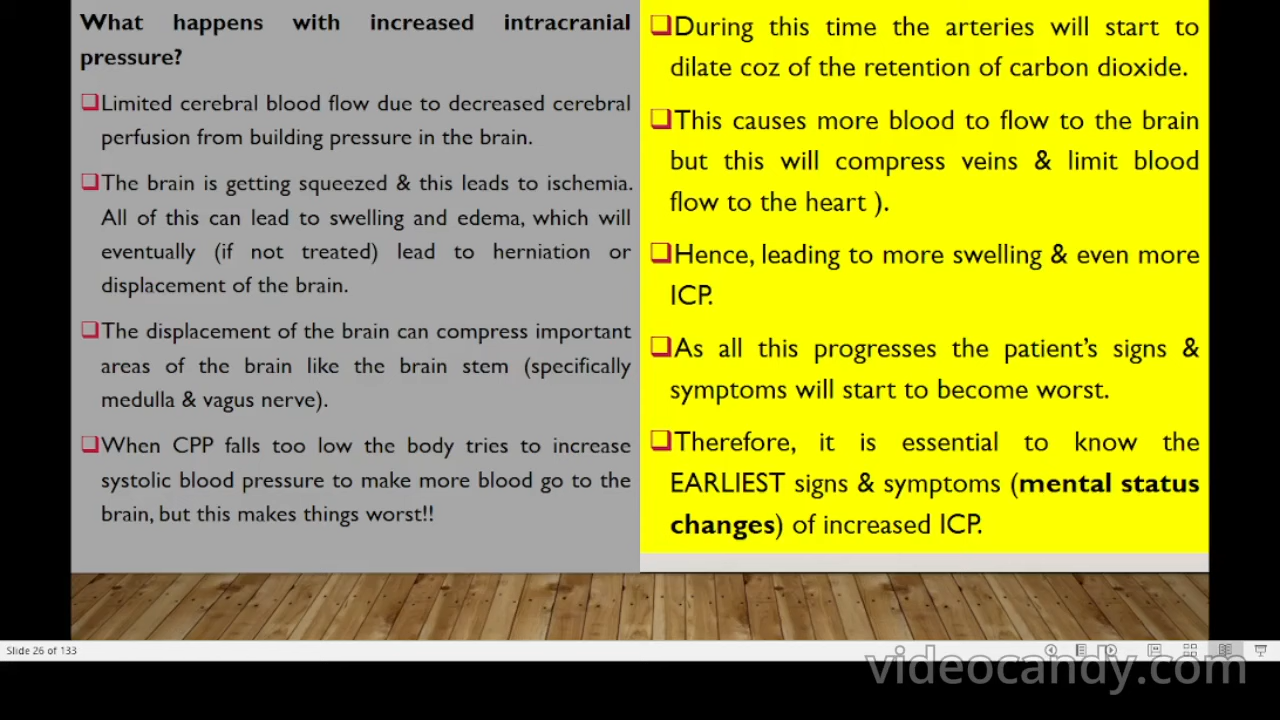 What happens with increased intracranial
pressure?
Limited cerebral blood flow due to decreased cerebral
perfusion from building pressure in the brain.
The brain is getting squeezed & this leads to ischemia.
All of this can lead to swelling and edema, which will
eventually (if not treated) lead to herniation or
displacement of the brain.
The displacement of the brain can compress important
areas of the brain like the brain stem (specifically
medulla & vagus nerve).
When CPP falls too low the body tries to increase
systolic blood pressure to make more blood go to the
brain, but this makes things worst!!
During this time the arteries will start to
dilate coz of the retention of carbon dioxide.
This causes more blood to flow to the brain
but this will compress veins & limit blood
flow to the heart ).
Hence, leading to more swelling & even more
ICP.
As all this progresses the patient's signs &
symptoms will start to become worst.
Therefore, it is essential to know the
EARLIEST signs & symptoms (mental status
changes) of increased ICP.
Slide 26 of 133
videocandy.com